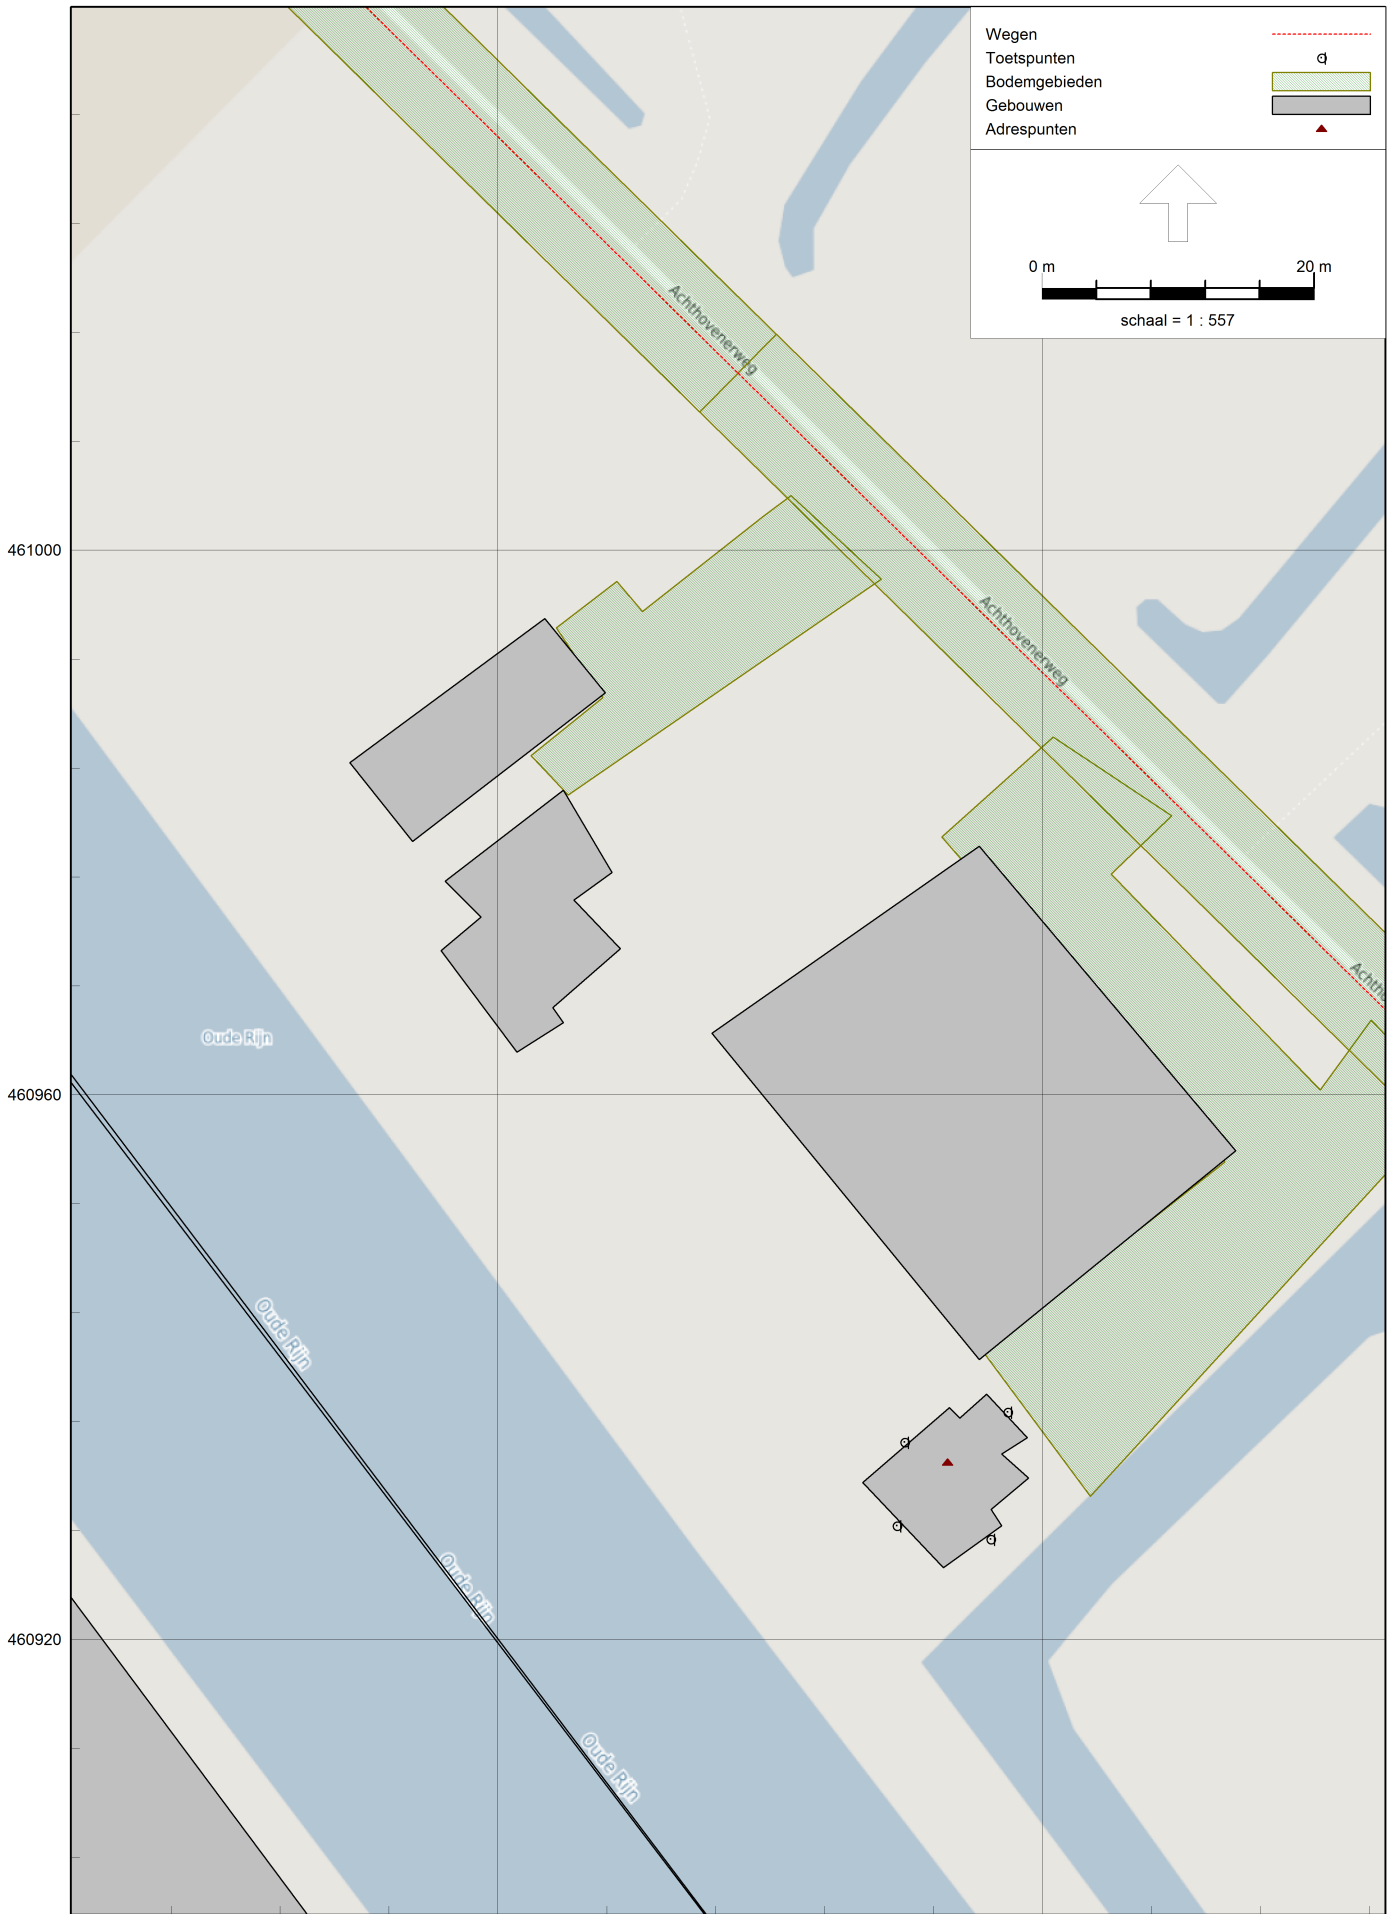 Wegen
Toetspunten
Bodemgebieden
Gebouwen
Adrespunten
0 m 20 m
schaal = 1 : 557
Achthovenerweg
461000
Achthovenerweg
Achtho
Oude Rijn
460960
Oude Rijn
Oude Rijn
460920
Oude Rijn